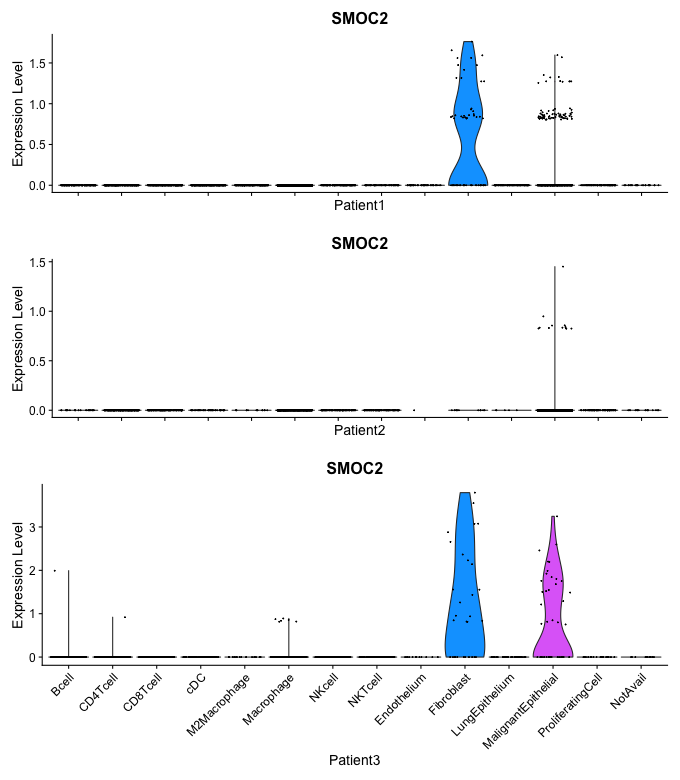 SMOC2
Expression Level
1.5
1.0
0.5
0.0
Patient1
SMOC2
Expression Level
1.5
1.0
0.5
0.0
Patient2
SMOC2
Expression Level
3
2
1
0
Bcell
CD4Tcell
CD8Tcell
cDC
M2Macrophage
Macrophage
NKcell
NKTcell
Endothelium
Fibroblast
LungEpithelium
MalignantEpithelial
ProliferatingCell
NotAvail
Patient3